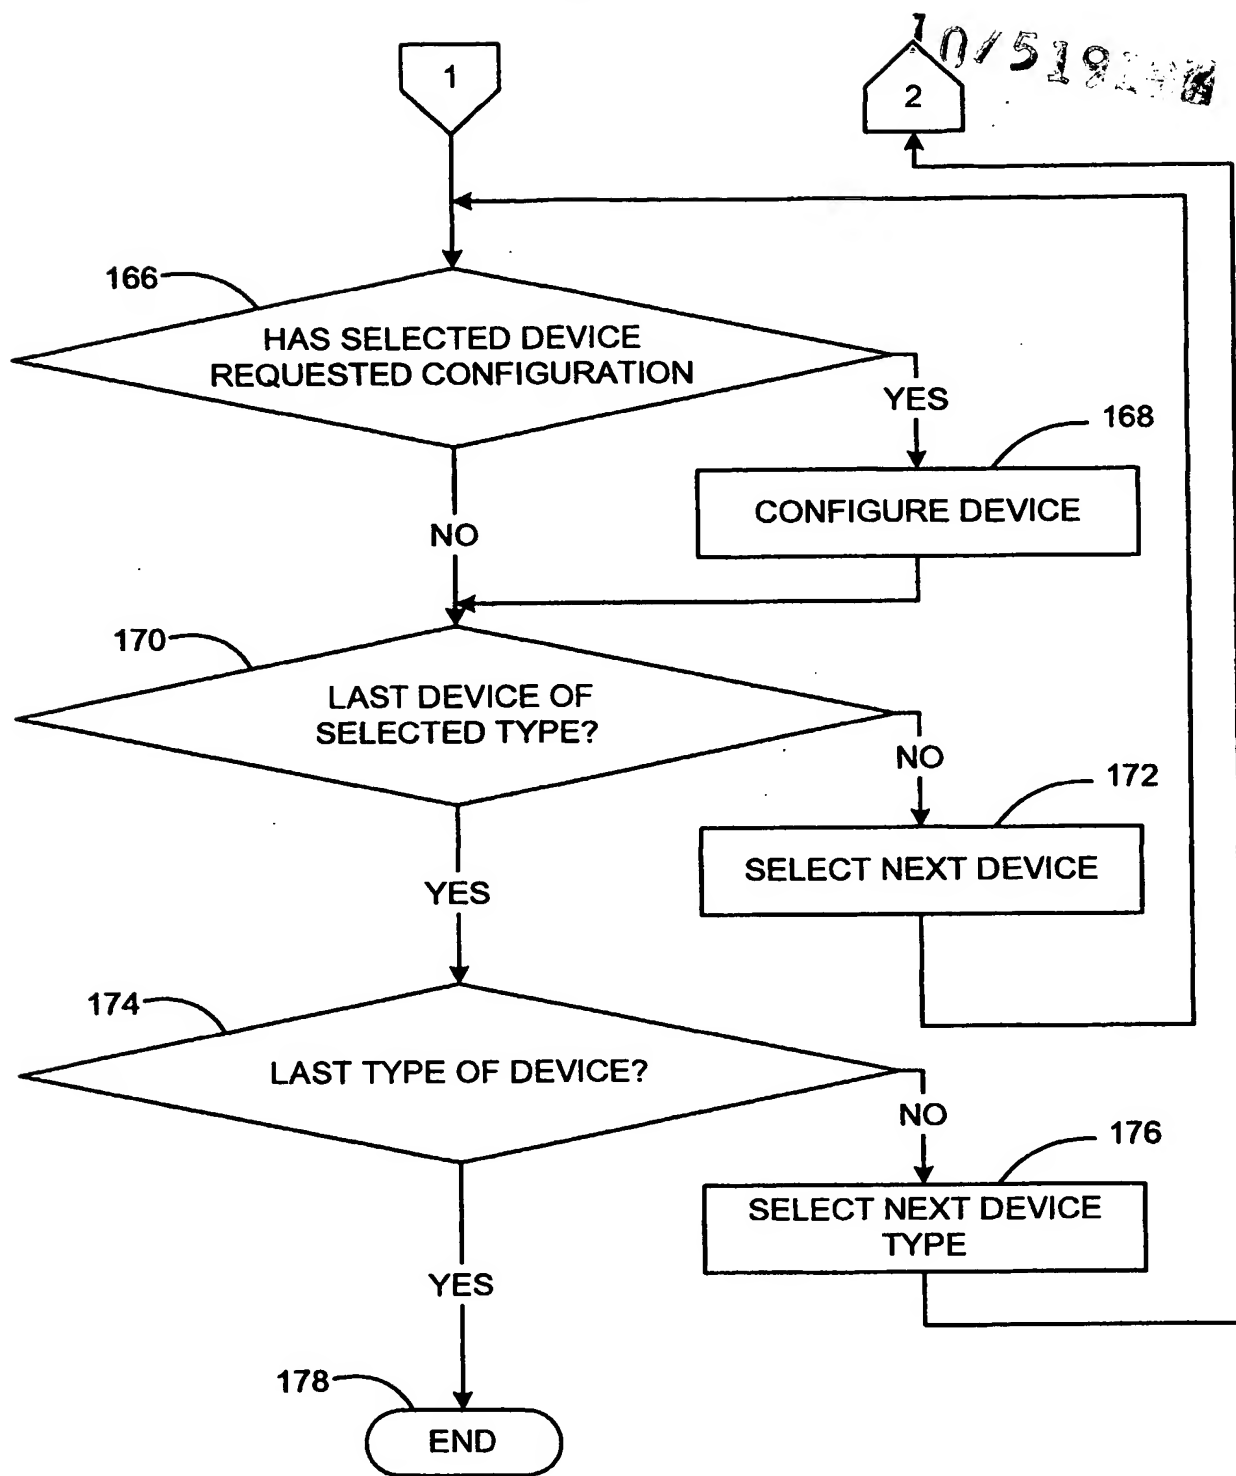 1
2
166
HAS SELECTED DEVICE
REQUESTED CONFIGURATION
YES
168
CONFIGURE DEVICE
NO
170
LAST DEVICE OF
SELECTED TYPE?
NO
172
SELECT NEXT DEVICE
YES
174
LAST TYPE OF DEVICE?
NO
176
SELECT NEXT DEVICE
TYPE
YES
178
END